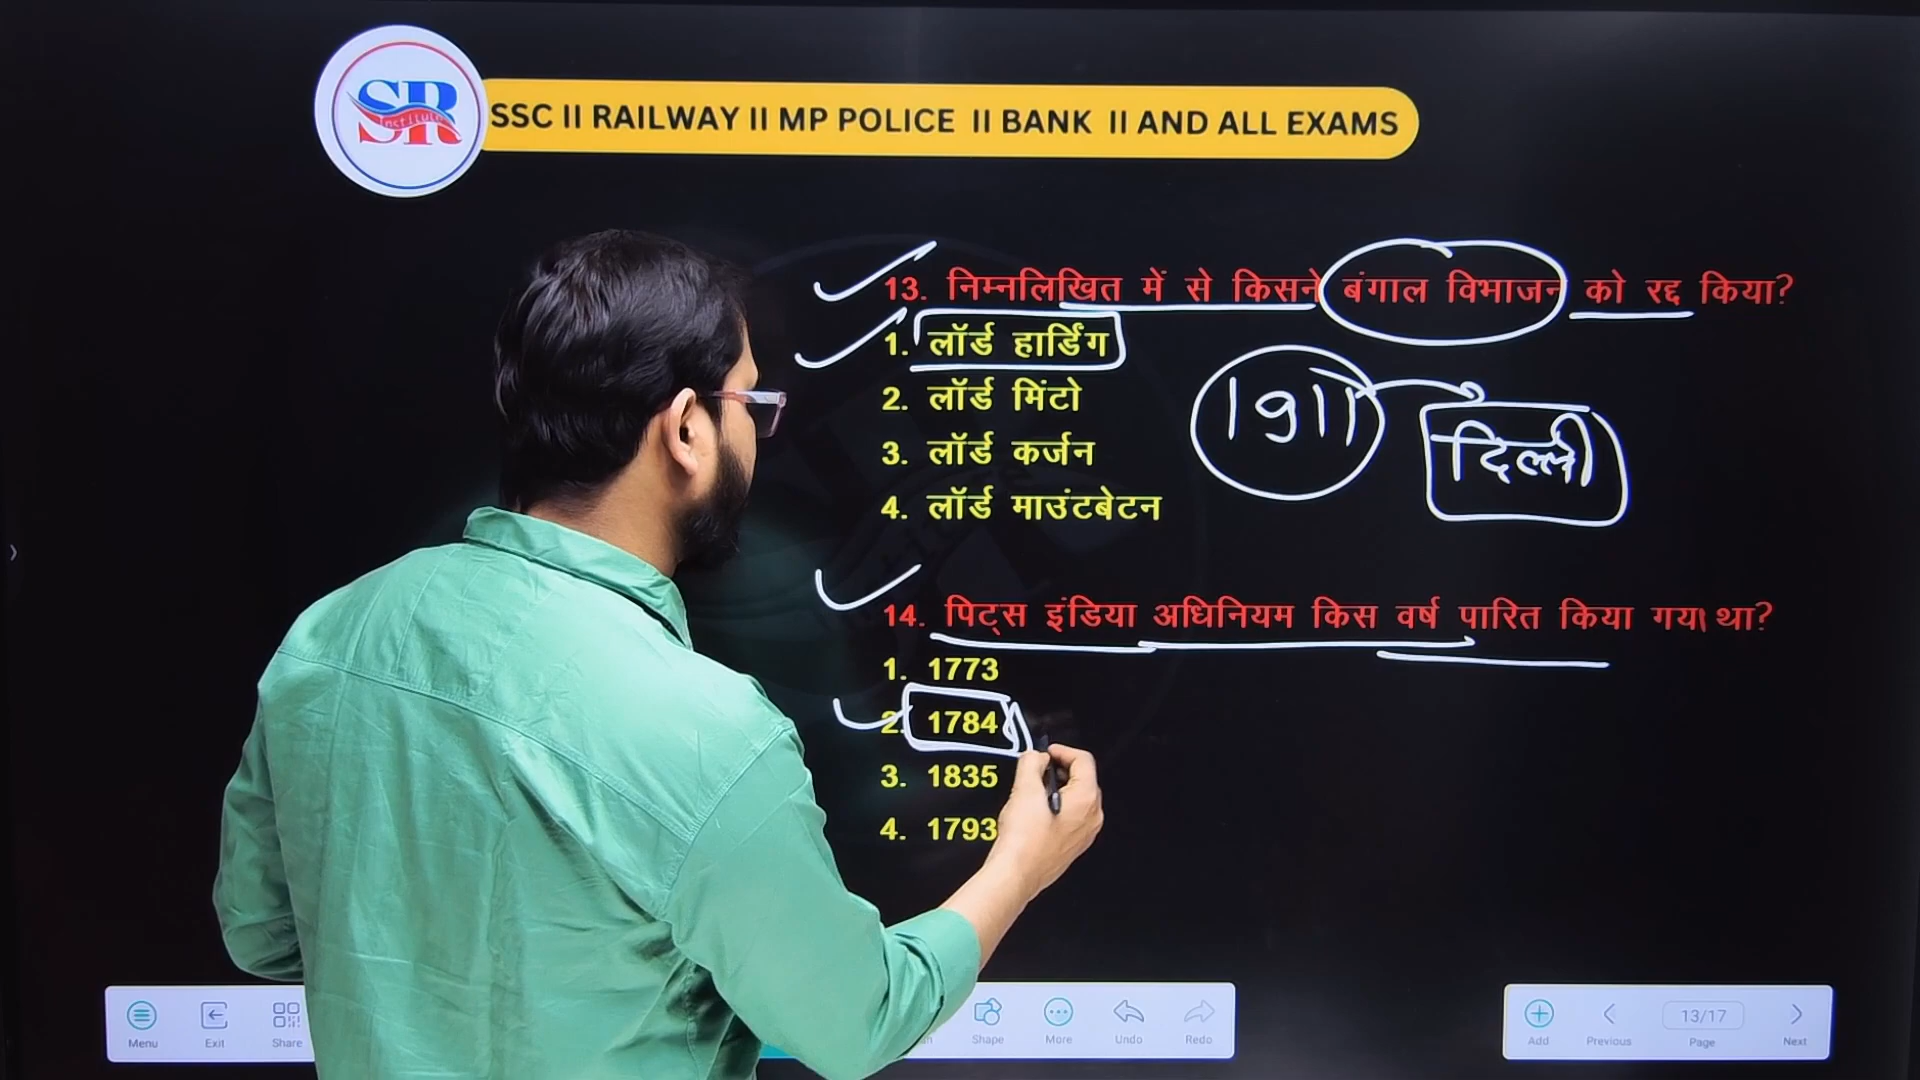 SR
Institute
SSC II RAILWAY II MP POLICE II BANK II AND ALL EXAMS
13. निम्नलिखित में से किसने बंगाल विभाजन को रद्द किया?
1. लॉर्ड हार्डिंग
2. लॉर्ड मिंटो
3. लॉर्ड कर्जन
4. लॉर्ड माउंटबेटन
1911
दिल्ली
14. पिट्स इंडिया अधिनियम किस वर्ष पारित किया गया था?
1. 1773
2. 1784
3. 1835
4. 1793
Menu Exit Share Shape More Undo Redo Add Previous 13/17 Page Next